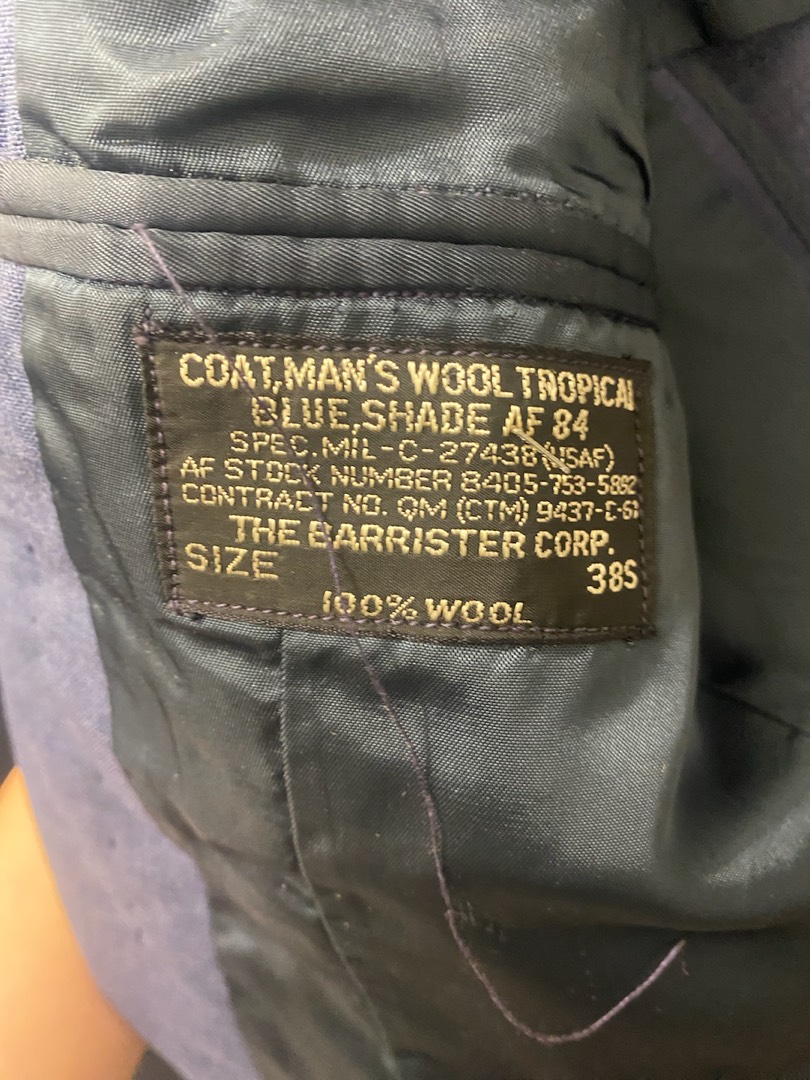 COAT,MAN'S WOOL TROPICAL
BLUE,SHADE AF 84
SPEC.MIL-C-27438(USAF)
AF STOCK NUMBER 8405-753-5882
CONTRACT NO. QM (CTM) 9437-C-61
THE BARRISTER CORP.
SIZE 38S
100% WOOL